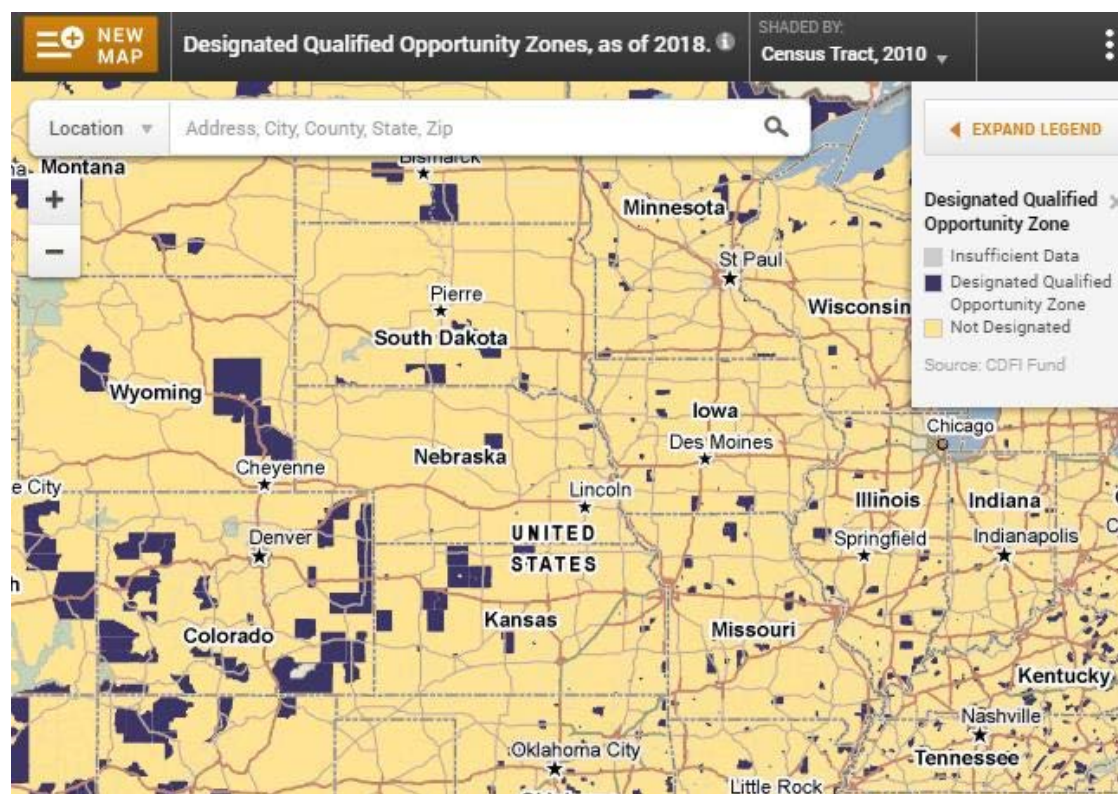 NEW
MAP
Designated Qualified Opportunity Zones, as of 2018.
SHADED BY:
Census Tract, 2010
Location
Address, City, County, State, Zip
EXPAND LEGEND
Designated Qualified
Opportunity Zone
Insufficient Data
Designated Qualified
Opportunity Zone
Not Designated
Source: CDFI Fund
Montana
Bismarck
Minnesota
St Paul
Pierre
Wisconsin
South Dakota
Wyoming
Iowa
Chicago
Des Moines
Nebraska
Cheyenne
e City
Lincoln
Illinois
Indiana
UNITED
STATES
Denver
Springfield
Indianapolis
Kansas
Colorado
Missouri
Kentucky
Nashville
Oklahoma City
Tennessee
Little Rock